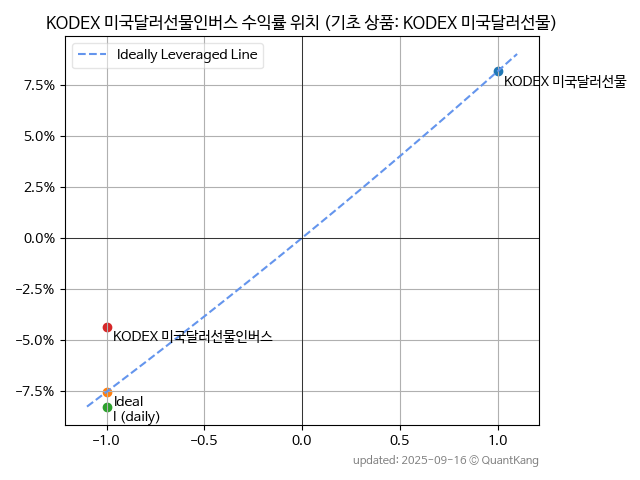 KODEX 미국달러선물인버스 수익률 위치 (기초 상품: KODEX 미국달러선물)
Ideally Leveraged Line
7.5%
5.0%
2.5%
0.0%
−2.5%
−5.0%
−7.5%
KODEX 미국달러선물
KODEX 미국달러선물인버스
Ideal
I (daily)
−1.0
−0.5
0.0
0.5
1.0
updated: 2025-09-16 © QuantKang